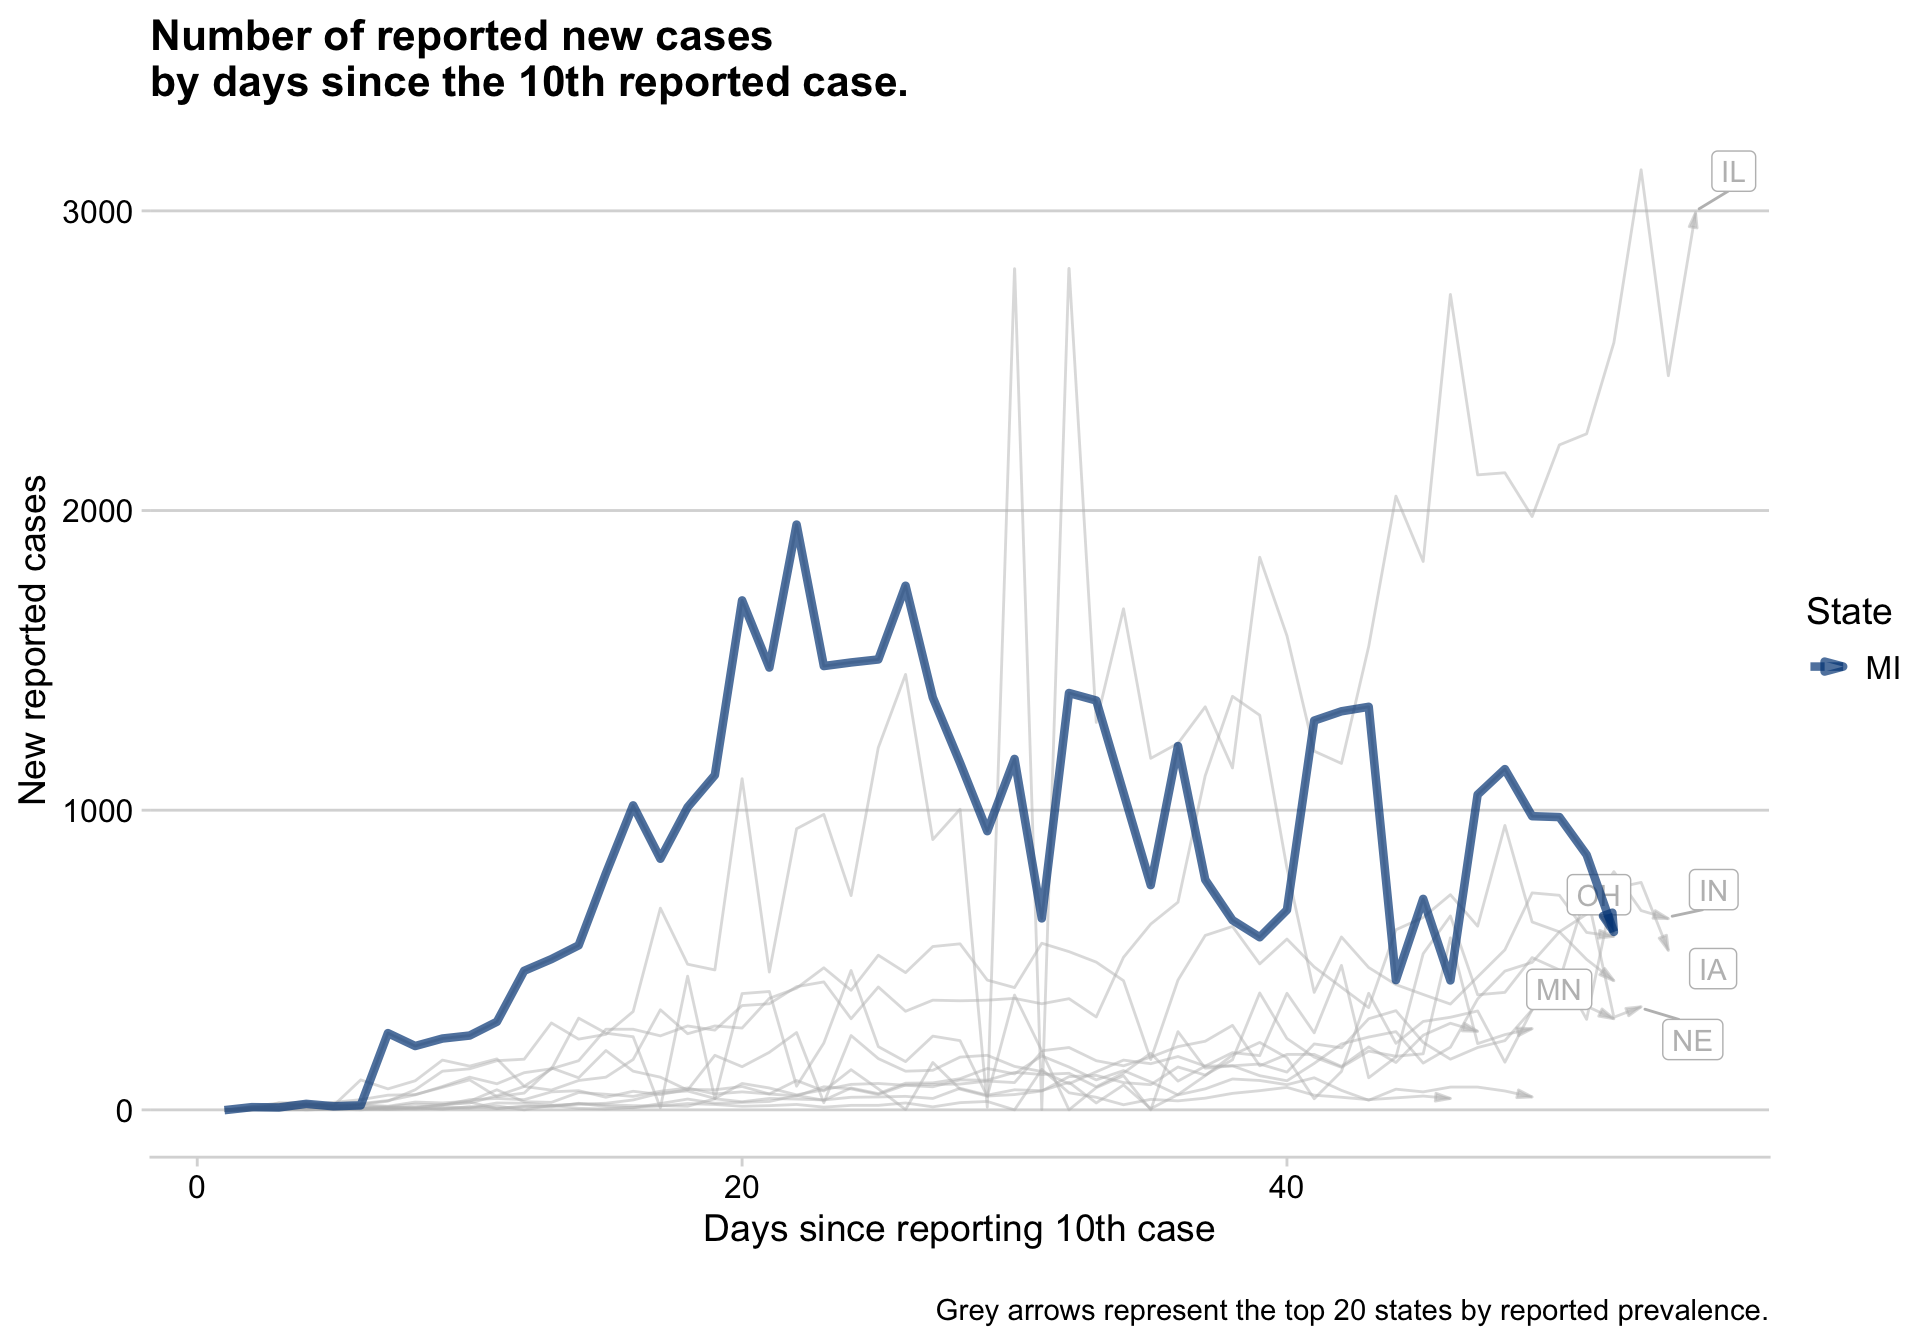 Number of reported new cases
by days since the 10th reported case.
IL
3000
2000
1000
0
New reported cases
OH
IN
IA
MN
NE
State
MI
0
20
40
Days since reporting 10th case
Grey arrows represent the top 20 states by reported prevalence.